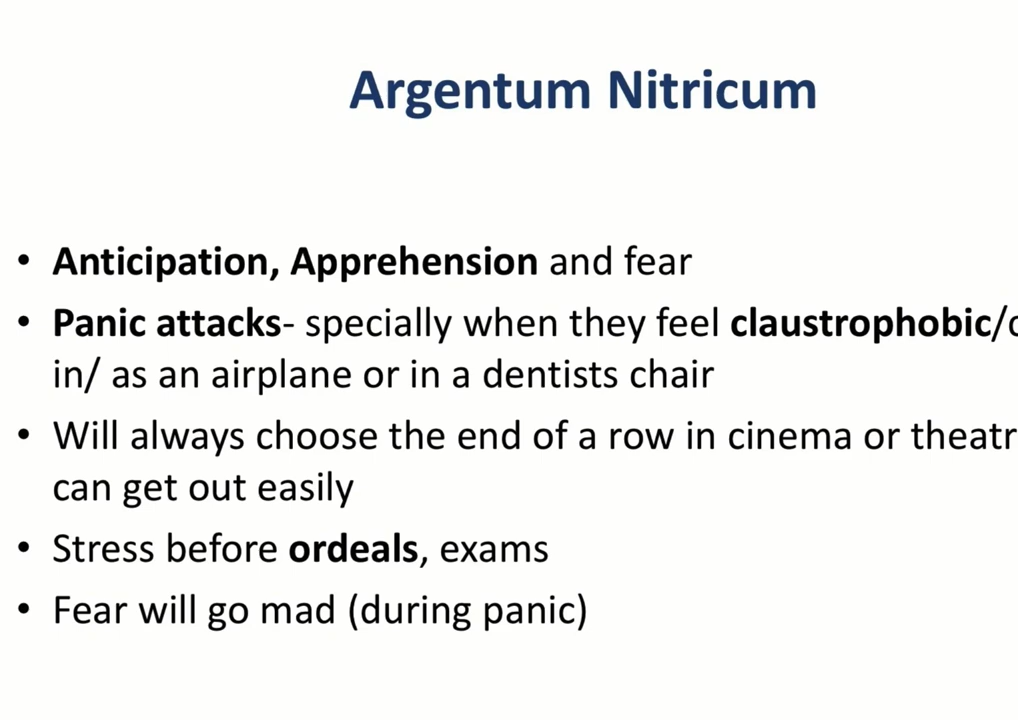 Argentum Nitricum
• Anticipation, Apprehension and fear
• Panic attacks- specially when they feel claustrophobic/
in/ as an airplane or in a dentists chair
• Will always choose the end of a row in cinema or
can get out easily
• Stress before ordeals, exams
• Fear will go mad (during panic)